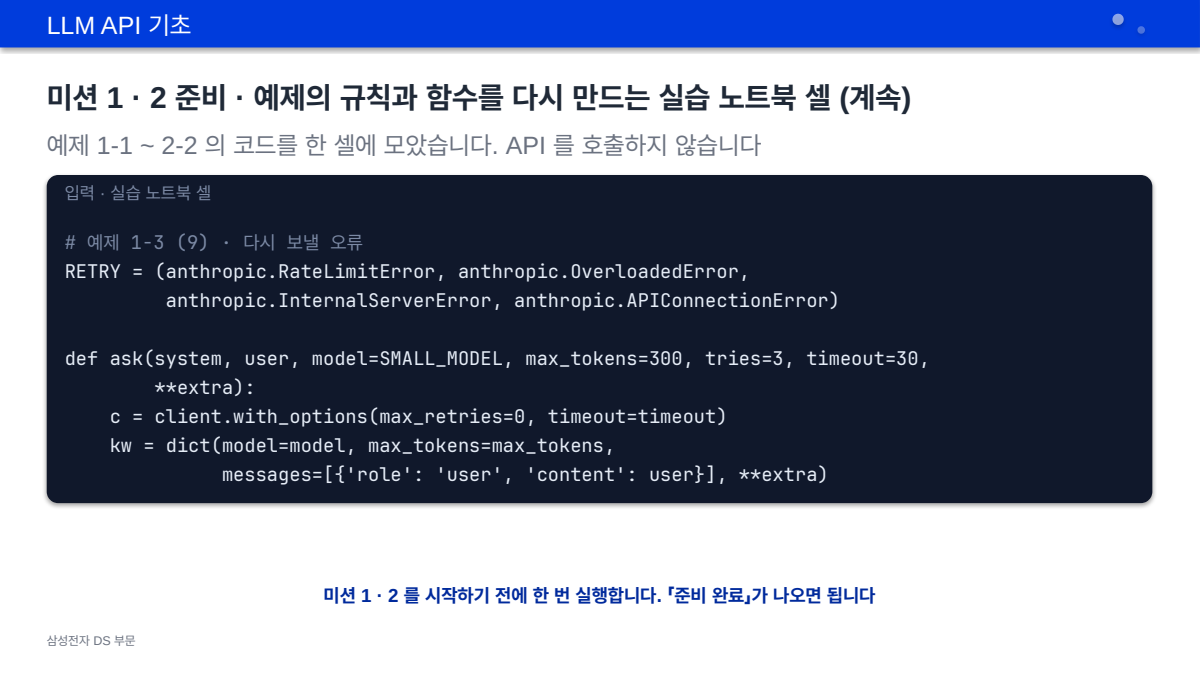 LLM API 기초
미션 1 · 2 준비 · 예제의 규칙과 함수를 다시 만드는 실습 노트북 셀 (계속)
예제 1-1 ~ 2-2 의 코드를 한 셀에 모았습니다. API 를 호출하지 않습니다
입력 · 실습 노트북 셀
# 예제 1-3 (9) · 다시 보낼 오류
RETRY = (anthropic.RateLimitError, anthropic.OverloadedError,
         anthropic.InternalServerError, anthropic.APIConnectionError)
def ask(system, user, model=SMALL_MODEL, max_tokens=300, tries=3, timeout=30,
        **extra):
    c = client.with_options(max_retries=0, timeout=timeout)
    kw = dict(model=model, max_tokens=max_tokens,
              messages=[{'role': 'user', 'content': user}], **extra)
미션 1 · 2 를 시작하기 전에 한 번 실행합니다. 「준비 완료」가 나오면 됩니다
삼성전자 DS 부문